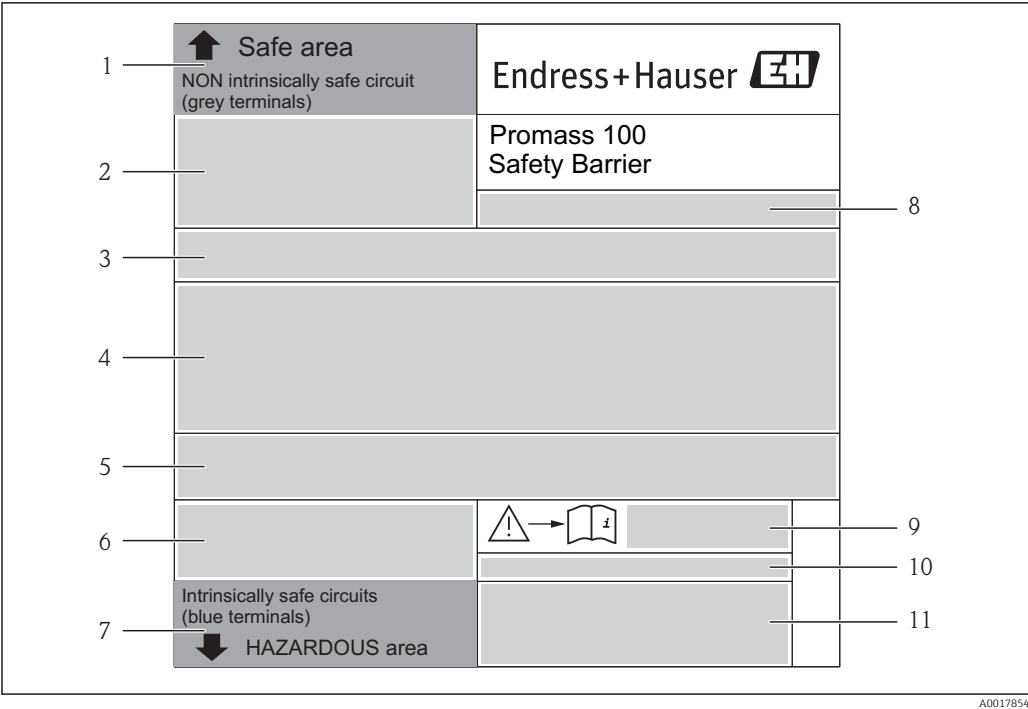 1
Safe area
NON intrinsically safe circuit
(grey terminals)
Endress+Hauser EH
Promass 100
Safety Barrier
2
8
3
4
5
6
i
9
10
Intrinsically safe circuits
(blue terminals)
7
HAZARDOUS area
11
A0017854